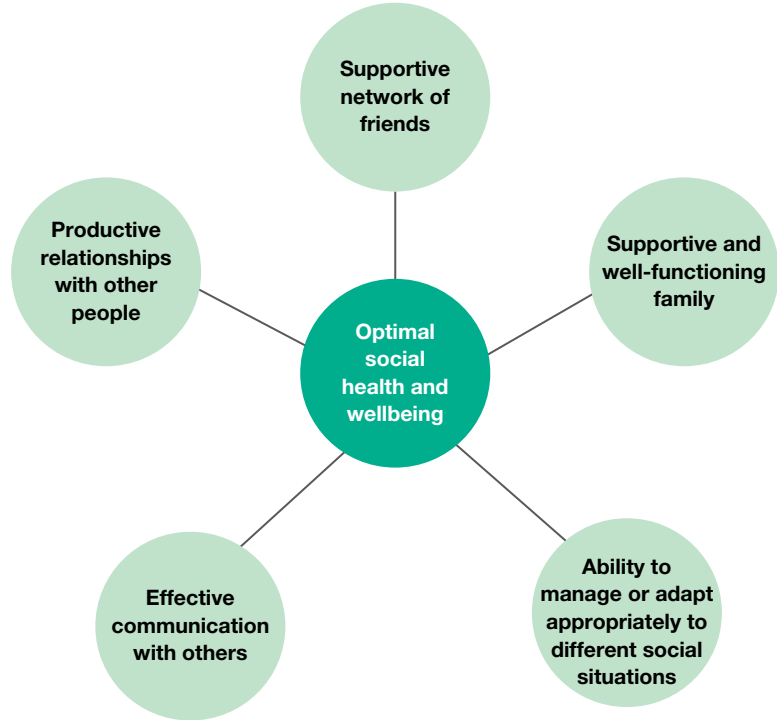 Supportive
network of
friends
Supportive and
well-functioning
family
Ability to
manage or adapt
appropriately to
different social
situations
Effective
communication
with others
Productive
relationships
with other
people
Optimal
social
health and
wellbeing